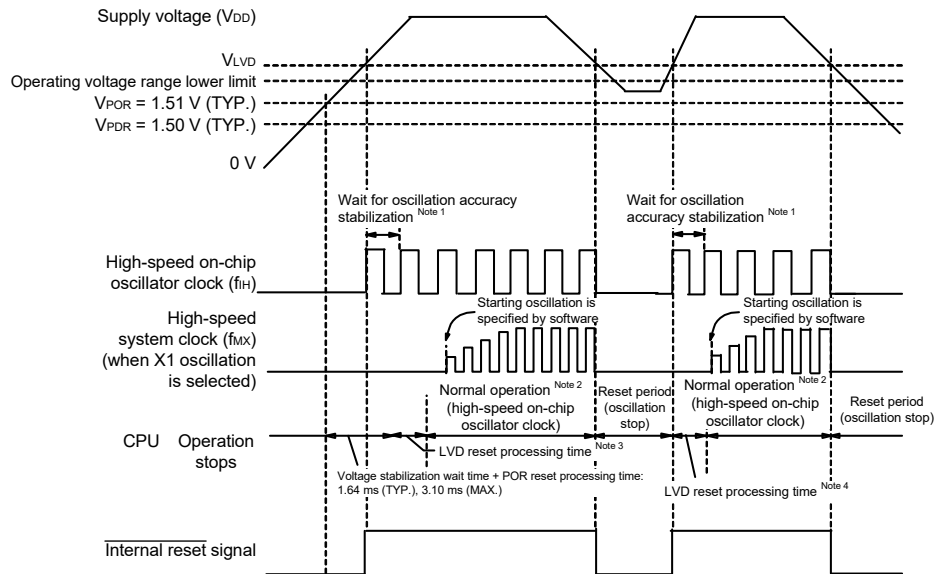 Supply voltage (VDD)
VLVD
Operating voltage range lower limit
VPOR = 1.51 V (TYP.)
VPDR = 1.50 V (TYP.)
0 V
Wait for oscillation accuracy
stabilization Note 1
Wait for oscillation
accuracy stabilization Note 1
High-speed on-chip
oscillator clock (fIH)
Starting oscillation is
specified by software
Starting oscillation is
specified by software
High-speed
system clock (fMX)
(when X1 oscillation
is selected)
Normal operation Note 2
(high-speed on-chip
oscillator clock)
Reset period
(oscillation
stop)
Normal operation Note 2
(high-speed on-chip
oscillator clock)
Reset period
(oscillation stop)
CPU Operation
stops
LVD reset processing time Note 3
Voltage stabilization wait time + POR reset processing time:
1.64 ms (TYP.), 3.10 ms (MAX.)
LVD reset processing time Note 4
Internal reset signal